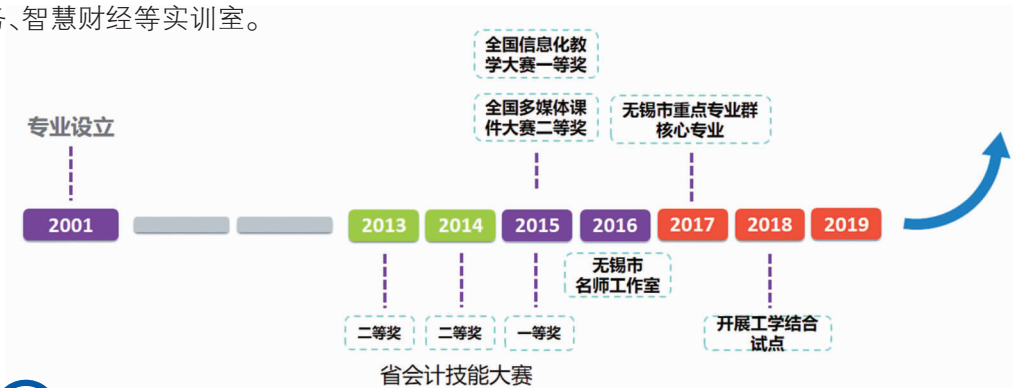 、智慧财经等实训室。
全国信息化教
学大赛一等奖
全国多媒体课
件大赛二等奖
无锡市重点专业群
核心专业
专业设立
2001
2013
2014
2015
2016
2017
2018
2019
无锡市
名师工作室
二等奖
二等奖
一等奖
开展工学结合
试点
省会计技能大赛